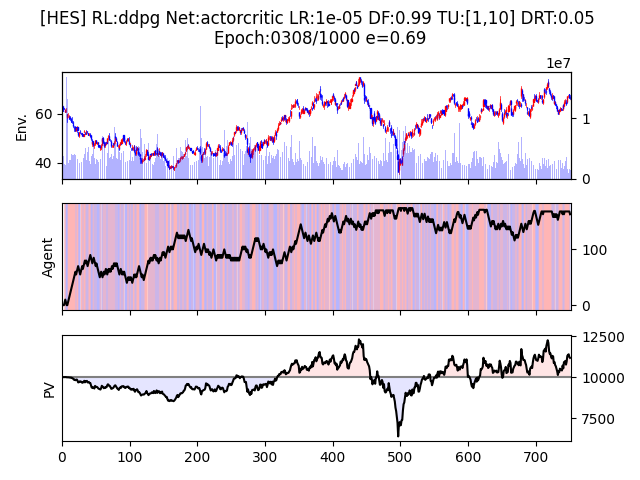 [HES] RL:ddpg Net:actorcritic LR:1e-05 DF:0.99 TU:[1,10] DRT:0.05
Epoch:0308/1000 e=0.69
1e7
Env.
60
40
1
0
Agent
100
0
PV
12500
10000
7500
0 100 200 300 400 500 600 700